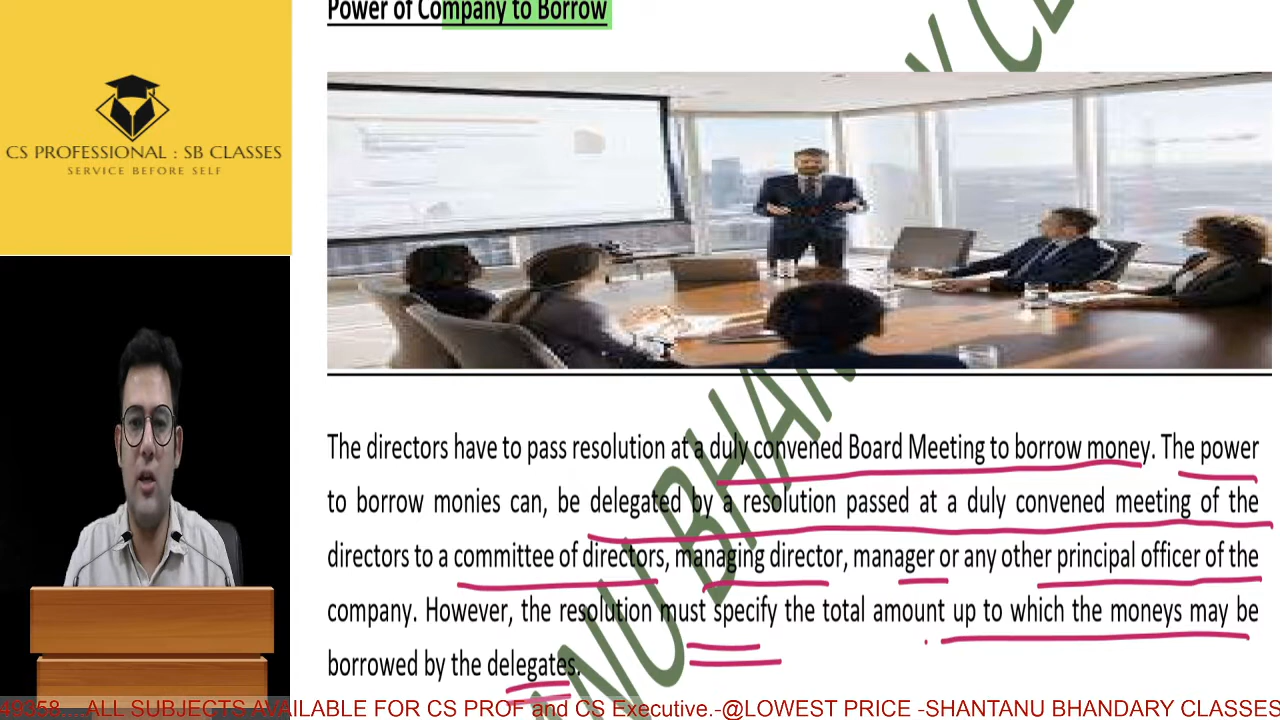 Power of Company to Borrow
CS PROFESSIONAL : SB CLASSES
SERVICE BEFORE SELF
The directors have to pass resolution at a duly convened Board Meeting to borrow money. The power
to borrow monies can, be delegated by a resolution passed at a duly convened meeting of the
directors to a committee of directors, managing director, manager or any other principal officer of the
company. However, the resolution must specify the total amount up to which the moneys may be
borrowed by the delegates.
49358....ALL SUBJECTS AVAILABLE FOR CS PROF and CS Executive.-@LOWEST PRICE -SHANTANU BHANDARY CLASSES